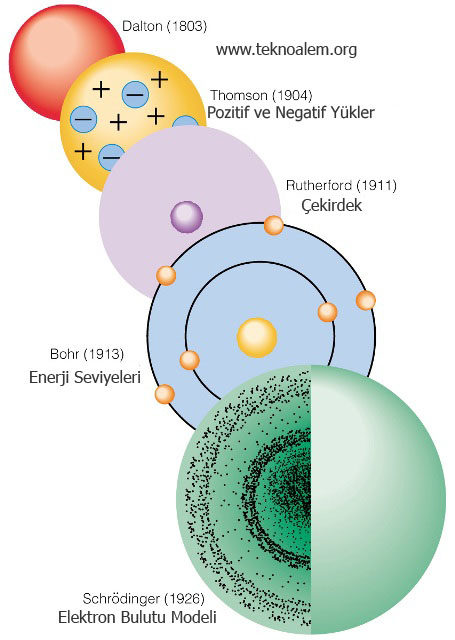 Dalton (1803)
www.teknoalem.org
Thomson (1904)
Pozitif ve Negatif Yükler
Rutherford (1911)
Çekirdek
Bohr (1913)
Enerji Seviyeleri
Schrödinger (1926)
Elektron Bulutu Modeli